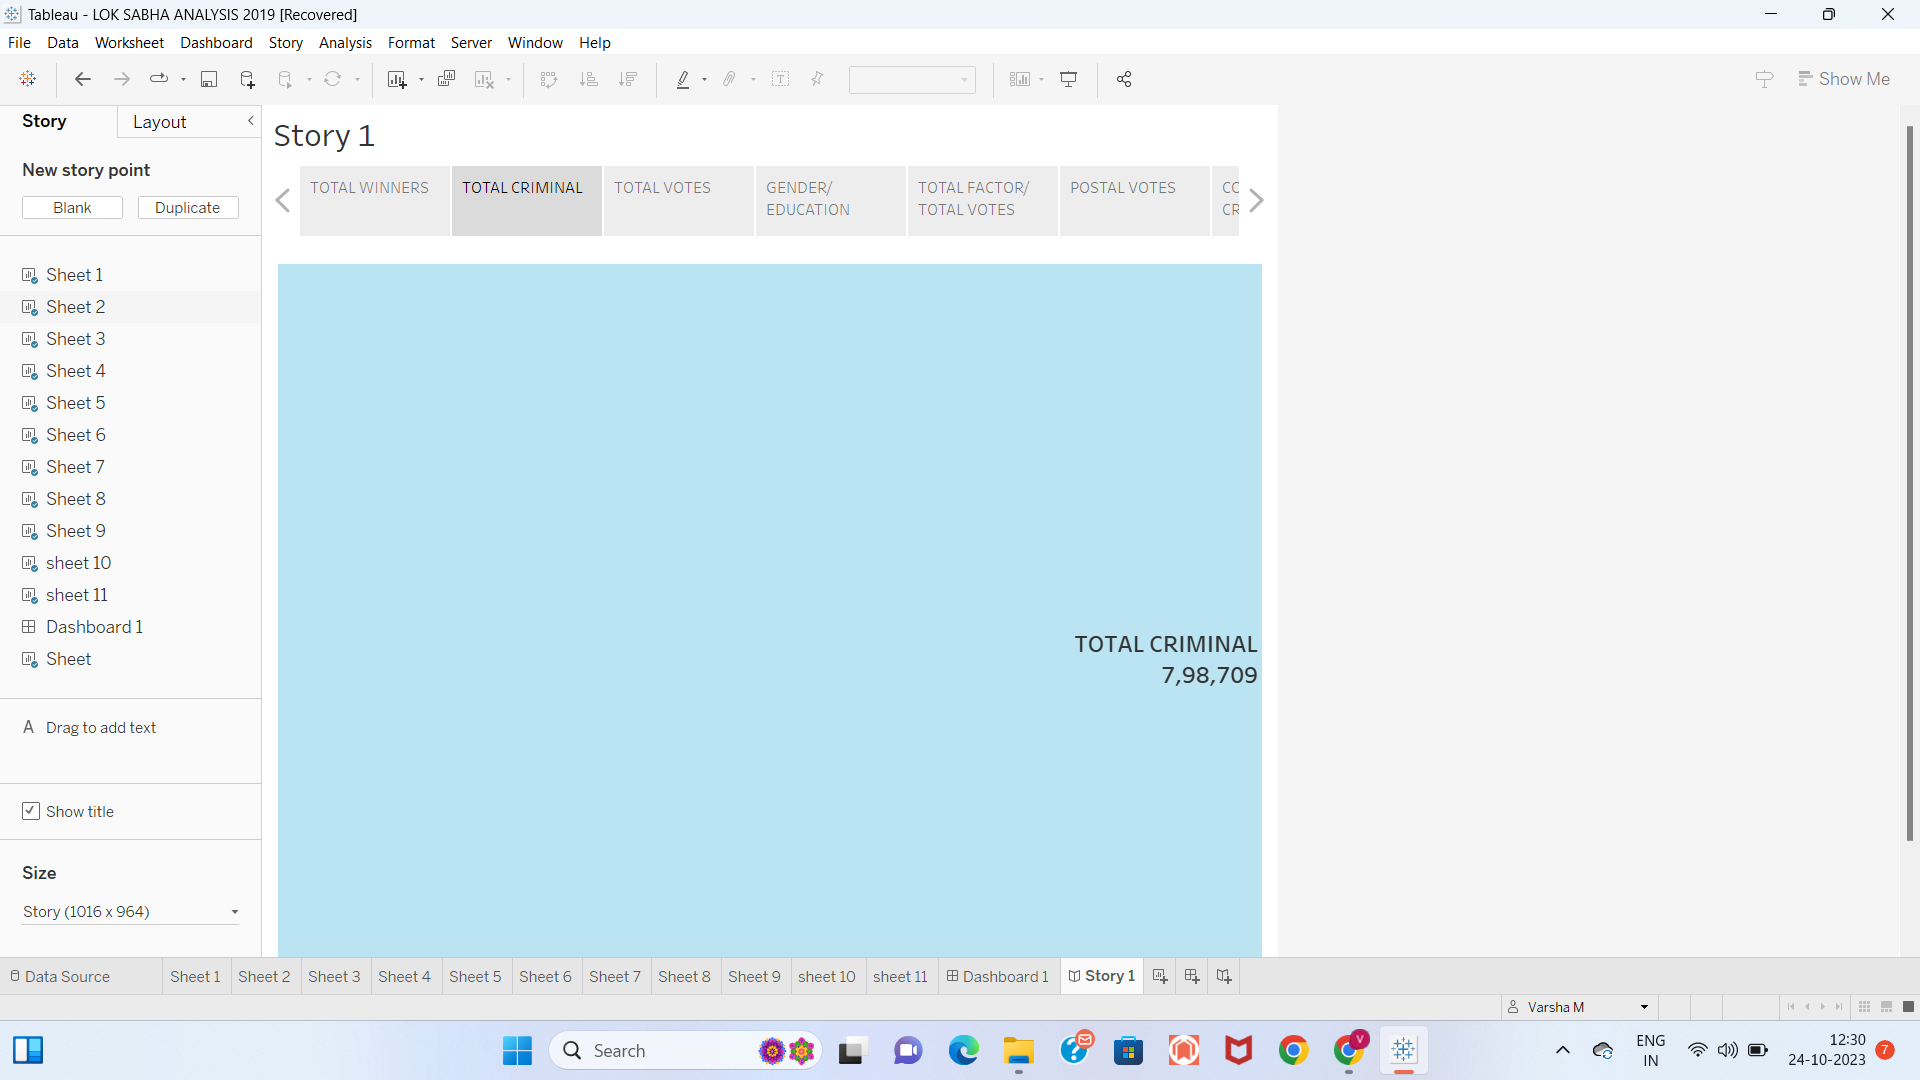 Tableau - LOK SABHA ANALYSIS 2019 [Recovered]
File Data Worksheet Dashboard Story Analysis Format Server Window Help
Show Me
Story Layout
New story point
Blank Duplicate
Sheet 1
Sheet 2
Sheet 3
Sheet 4
Sheet 5
Sheet 6
Sheet 7
Sheet 8
Sheet 9
sheet 10
sheet 11
Dashboard 1
Sheet
A Drag to add text
Show title
Size
Story (1016 x 964)
Story 1
TOTAL WINNERS
TOTAL CRIMINAL
TOTAL VOTES
GENDER/
EDUCATION
TOTAL FACTOR/
TOTAL VOTES
POSTAL VOTES
CO
CR
TOTAL CRIMINAL
7,98,709
Data Source Sheet 1 Sheet 2 Sheet 3 Sheet 4 Sheet 5 Sheet 6 Sheet 7 Sheet 8 Sheet 9 sheet 10 sheet 11 Dashboard 1 Story 1
Varsha M
Search
V
ENG
IN
12:30
24-10-2023
7